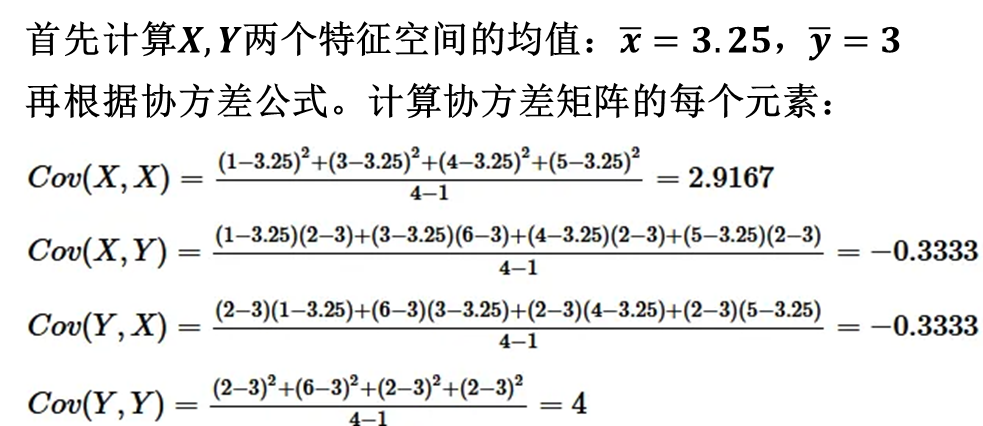 首先计算X,Y两个特征空间的均值：x̅ = 3.25，y̅ = 3
再根据协方差公式。计算协方差矩阵的每个元素：
Cov(X,X) = \frac{(1−3.25)²+(3−3.25)²+(4−3.25)²+(5−3.25)²}{4−1} = 2.9167
Cov(X,Y) = \frac{(1−3.25)(2−3)+(3−3.25)(6−3)+(4−3.25)(2−3)+(5−3.25)(2−3)}{4−1} = −0.3333
Cov(Y,X) = \frac{(2−3)(1−3.25)+(6−3)(3−3.25)+(2−3)(4−3.25)+(2−3)(5−3.25)}{4−1} = −0.3333
Cov(Y,Y) = \frac{(2−3)²+(6−3)²+(2−3)²+(2−3)²}{4−1} = 4